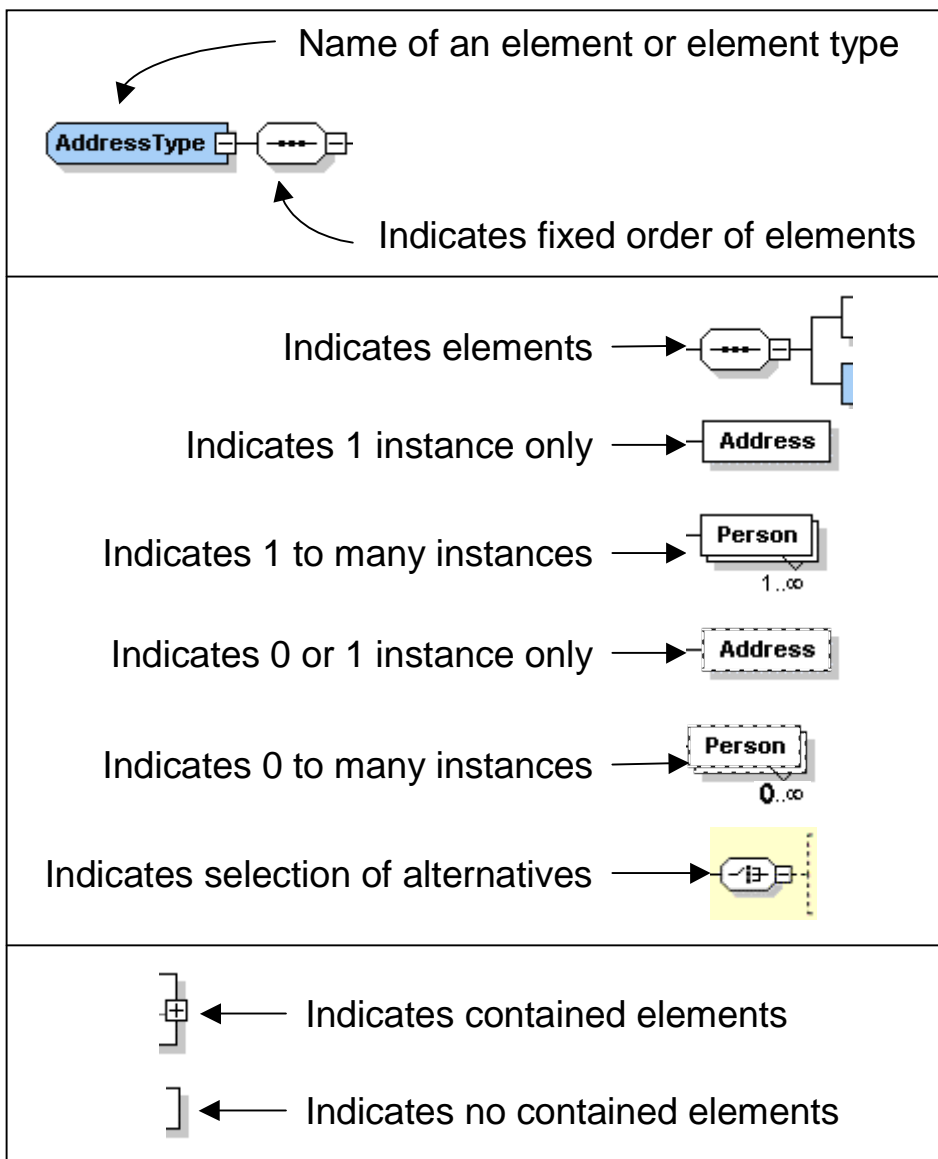 Name of an element or element type
AddressType
Indicates fixed order of elements
Indicates elements
Indicates 1 instance only
Address
Indicates 1 to many instances
Person
1..∞
Indicates 0 or 1 instance only
Address
Indicates 0 to many instances
Person
0..∞
Indicates selection of alternatives
Indicates contained elements
Indicates no contained elements